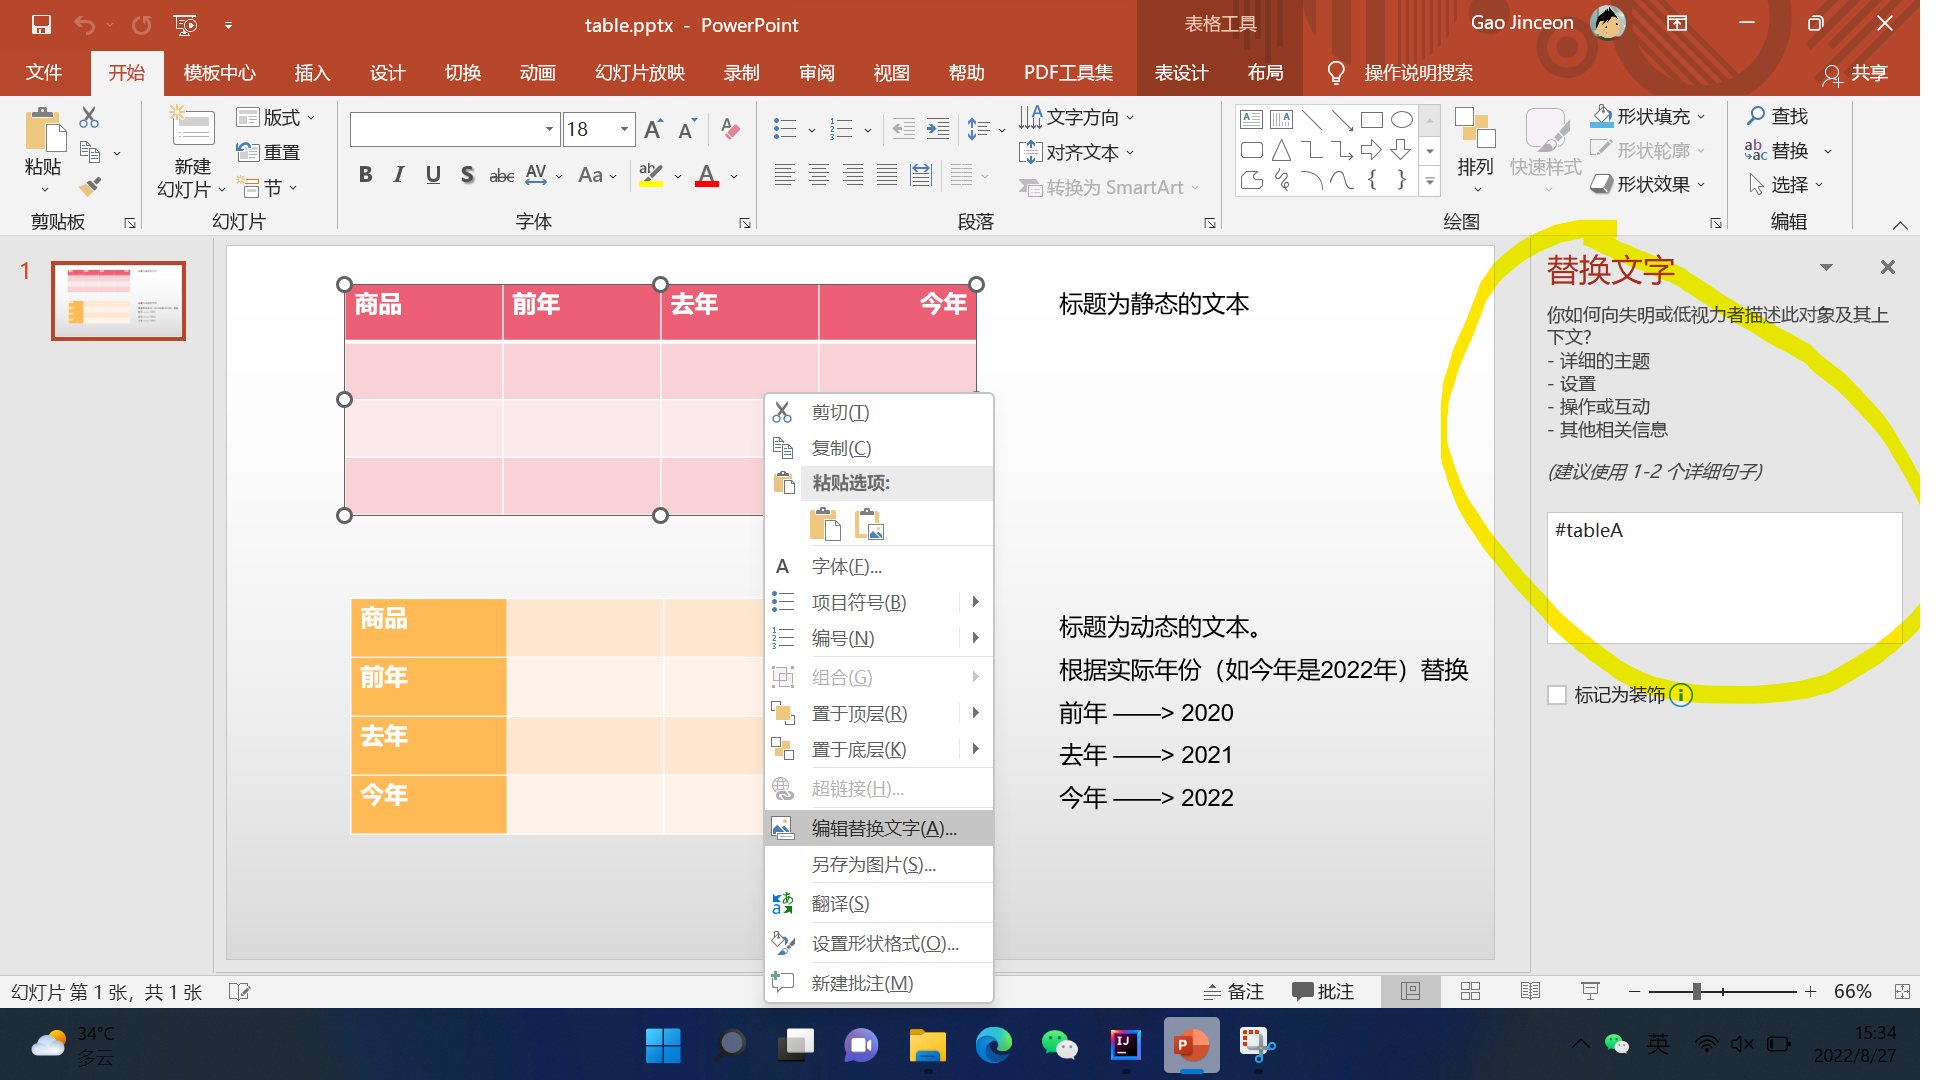 table.pptx - PowerPoint
表格工具
Gao Jinceon
文件
开始
模板中心
插入
设计
切换
动画
幻灯片放映
录制
审阅
视图
帮助
PDF工具集
表设计
布局
操作说明搜索
共享
粘贴
剪贴板
新建
幻灯片
版式
重置
节
幻灯片
18
B I U S abc AV Aa A
字体
文字方向
对齐文本
转换为 SmartArt
段落
排列
快速样式
形状填充
形状轮廓
形状效果
绘图
查找
替换
选择
编辑
1
商品 前年 去年 今年
标题为静态的文本
商品
前年
去年
今年
标题为动态的文本。
根据实际年份（如今年是2022年）替换
前年 ——> 2020
去年 ——> 2021
今年 ——> 2022
剪切(T)
复制(C)
粘贴选项:
字体(F)...
项目符号(B)
编号(N)
组合(G)
置于顶层(R)
置于底层(K)
超链接(H)...
编辑替换文字(A)...
另存为图片(S)...
翻译(S)
设置形状格式(O)...
新建批注(M)
替换文字
你如何向失明或低视力者描述此对象及其上
下文?
- 详细的主题
- 设置
- 操作或互动
- 其他相关信息
(建议使用 1-2 个详细句子)
#tableA
标记为装饰
幻灯片 第 1 张，共 1 张
备注
批注
66%
34°C
多云
英
15:34
2022/8/27